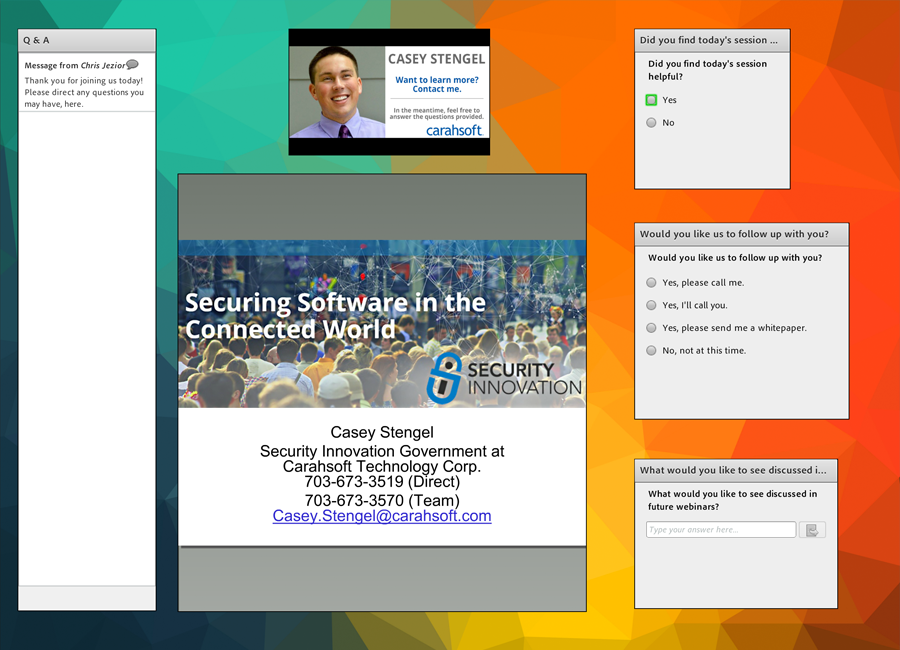 Q & A
Message from Chris Jezior
Thank you for joining us today!
Please direct any questions you
may have, here.
CASEY STENGEL
Want to learn more?
Contact me.
In the meantime, feel free to
answer the questions provided.
carahsoft.
Securing Software in the
Connected World
SECURITY
INNOVATION
Casey Stengel
Security Innovation Government at
Carahsoft Technology Corp.
703-673-3519 (Direct)
703-673-3570 (Team)
Casey.Stengel@carahsoft.com
Did you find today's session ...
Did you find today's session
helpful?
Yes
No
Would you like us to follow up with you?
Would you like us to follow up with you?
Yes, please call me.
Yes, I'll call you.
Yes, please send me a whitepaper.
No, not at this time.
What would you like to see discussed i...
What would you like to see discussed in
future webinars?
Type your answer here...